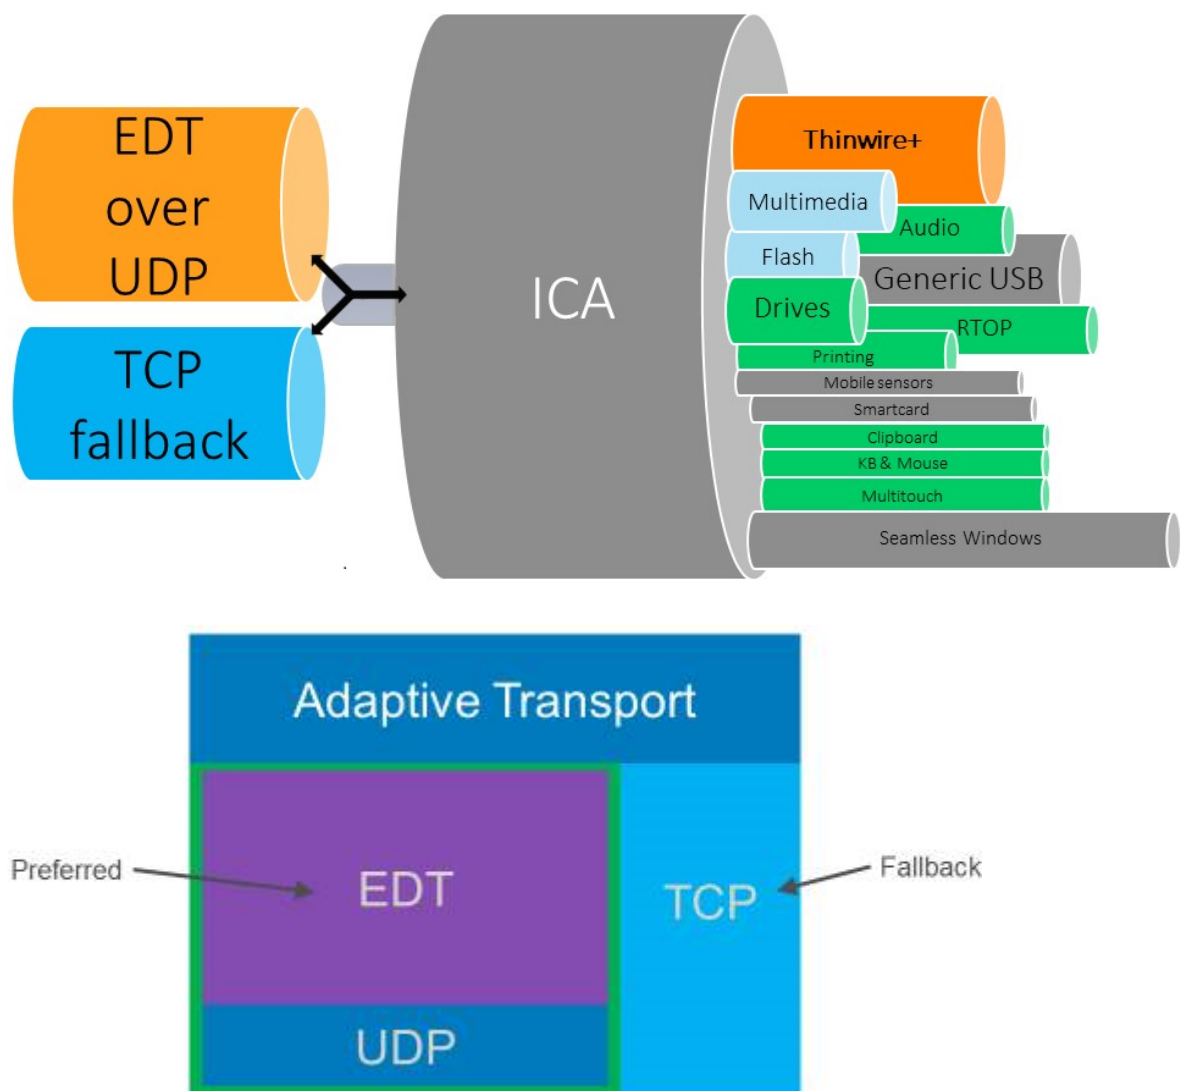 EDT
over
UDP
TCP
fallback
ICA
Thinwire+
Multimedia
Audio
Flash
Generic USB
Drives
RTOP
Printing
Mobile sensors
Smartcard
Clipboard
KB & Mouse
Multitouch
Seamless Windows
Adaptive Transport
Preferred
EDT
TCP
Fallback
UDP